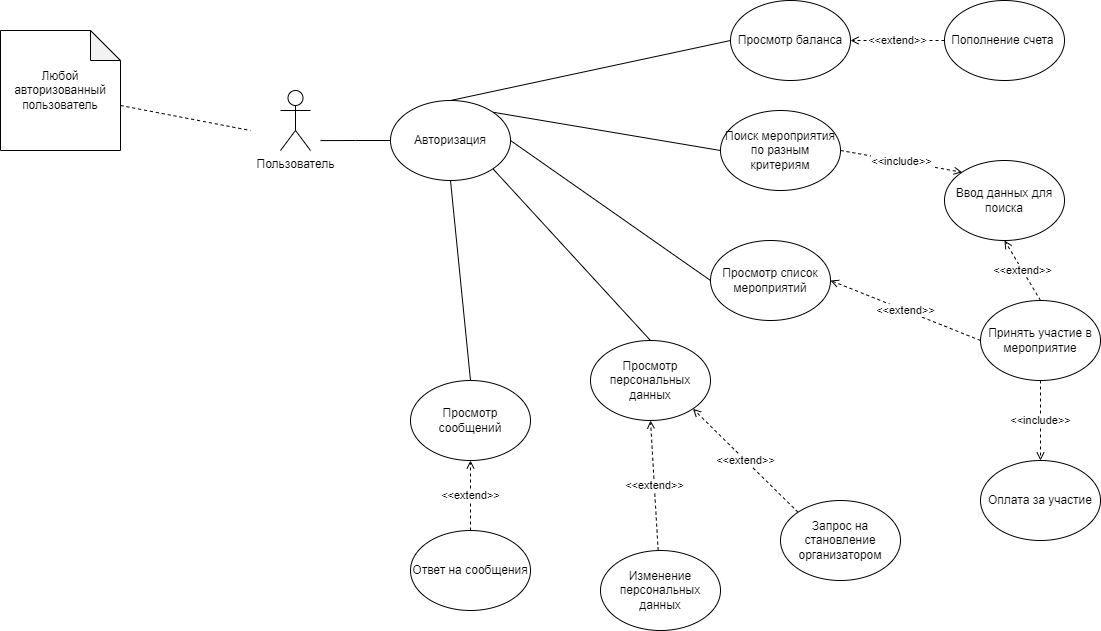 Любой
авторизованный
пользователь
Пользователь
Авторизация
Просмотр баланса
<<extend>>
Пополнение счета
Поиск мероприятия
по разным
критериям
<<include>>
Ввод данных для
поиска
<<extend>>
Просмотр список
мероприятий
<<extend>>
Принять участие в
мероприятие
<<include>>
Оплата за участие
Просмотр
персональных
данных
<<extend>>
<<extend>>
Запрос на
становление
организатором
Изменение
персональных
данных
Просмотр
сообщений
<<extend>>
Ответ на сообщения